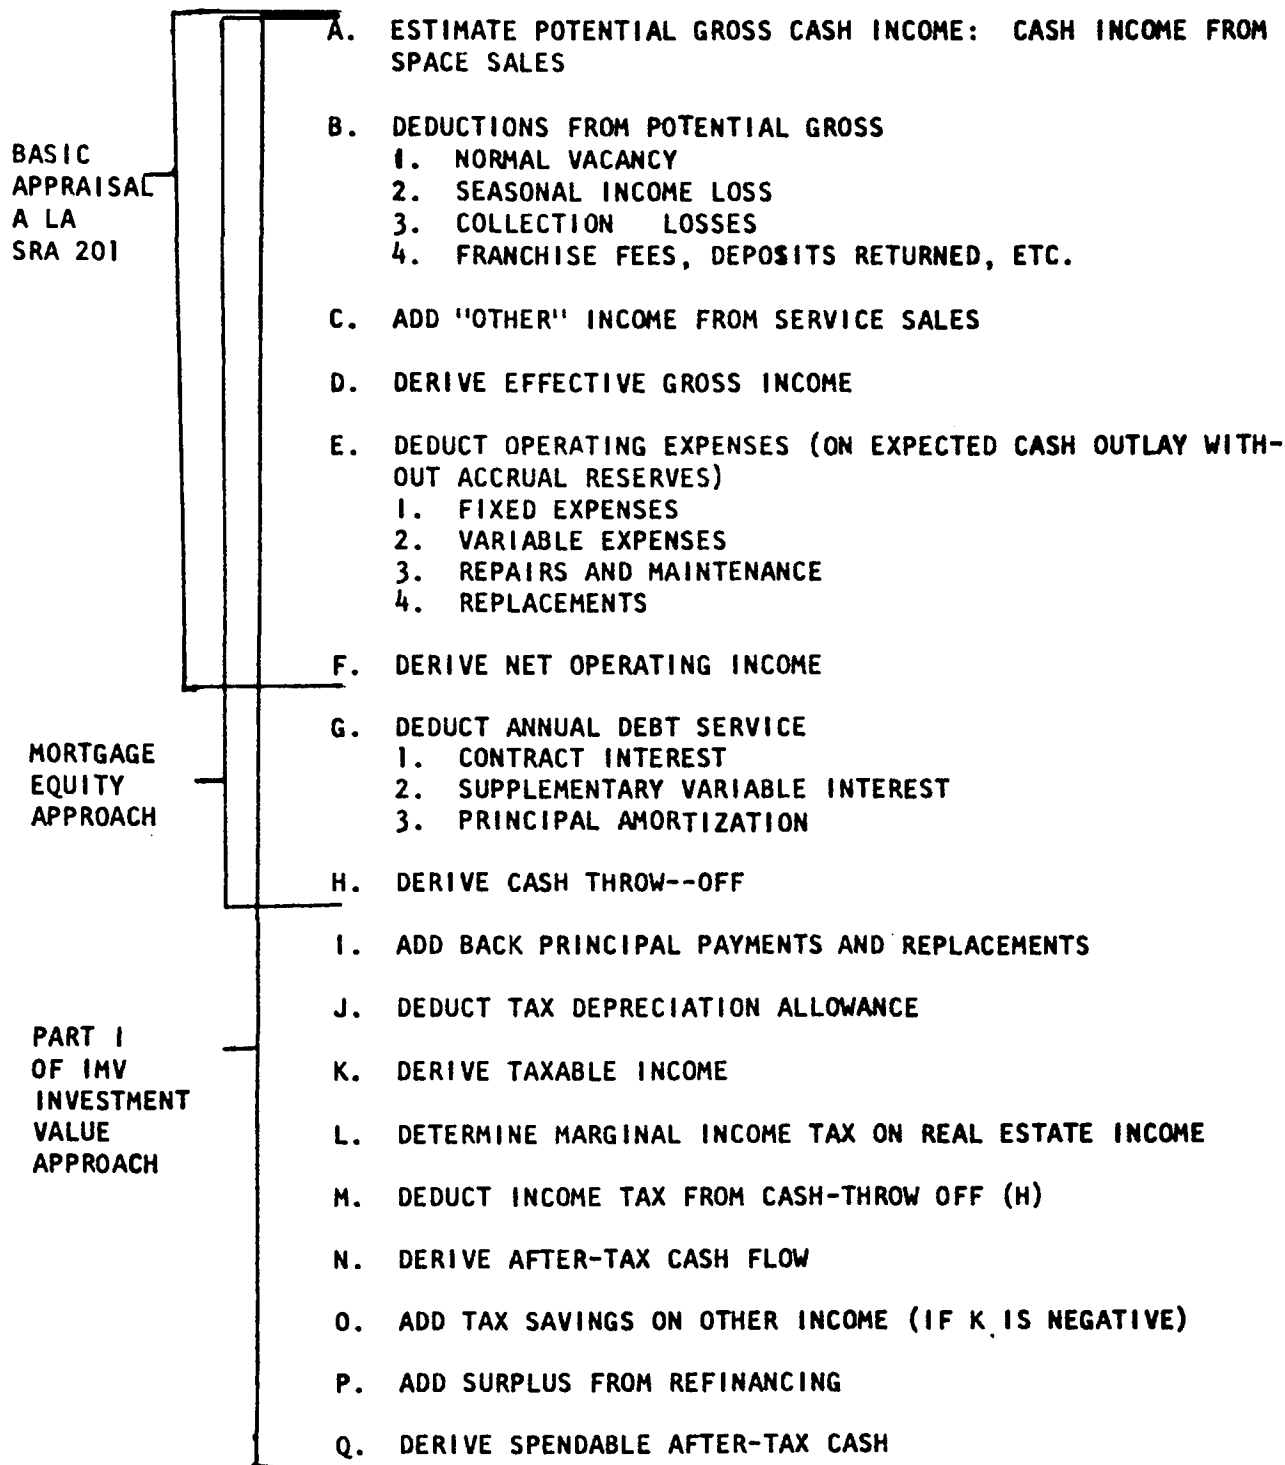 A. ESTIMATE POTENTIAL GROSS CASH INCOME: CASH INCOME FROM
SPACE SALES
B. DEDUCTIONS FROM POTENTIAL GROSS
1. NORMAL VACANCY
2. SEASONAL INCOME LOSS
3. COLLECTION LOSSES
4. FRANCHISE FEES, DEPOSITS RETURNED, ETC.
BASIC
APPRAISAL
A LA
SRA 201
C. ADD "OTHER" INCOME FROM SERVICE SALES
D. DERIVE EFFECTIVE GROSS INCOME
E. DEDUCT OPERATING EXPENSES (ON EXPECTED CASH OUTLAY WITH-
OUT ACCRUAL RESERVES)
1. FIXED EXPENSES
2. VARIABLE EXPENSES
3. REPAIRS AND MAINTENANCE
4. REPLACEMENTS
F. DERIVE NET OPERATING INCOME
G. DEDUCT ANNUAL DEBT SERVICE
1. CONTRACT INTEREST
2. SUPPLEMENTARY VARIABLE INTEREST
3. PRINCIPAL AMORTIZATION
MORTGAGE
EQUITY
APPROACH
H. DERIVE CASH THROW--OFF
I. ADD BACK PRINCIPAL PAYMENTS AND REPLACEMENTS
J. DEDUCT TAX DEPRECIATION ALLOWANCE
K. DERIVE TAXABLE INCOME
L. DETERMINE MARGINAL INCOME TAX ON REAL ESTATE INCOME
PART I
OF IMV
INVESTMENT
VALUE
APPROACH
M. DEDUCT INCOME TAX FROM CASH-THROW OFF (H)
N. DERIVE AFTER-TAX CASH FLOW
O. ADD TAX SAVINGS ON OTHER INCOME (IF K IS NEGATIVE)
P. ADD SURPLUS FROM REFINANCING
Q. DERIVE SPENDABLE AFTER-TAX CASH